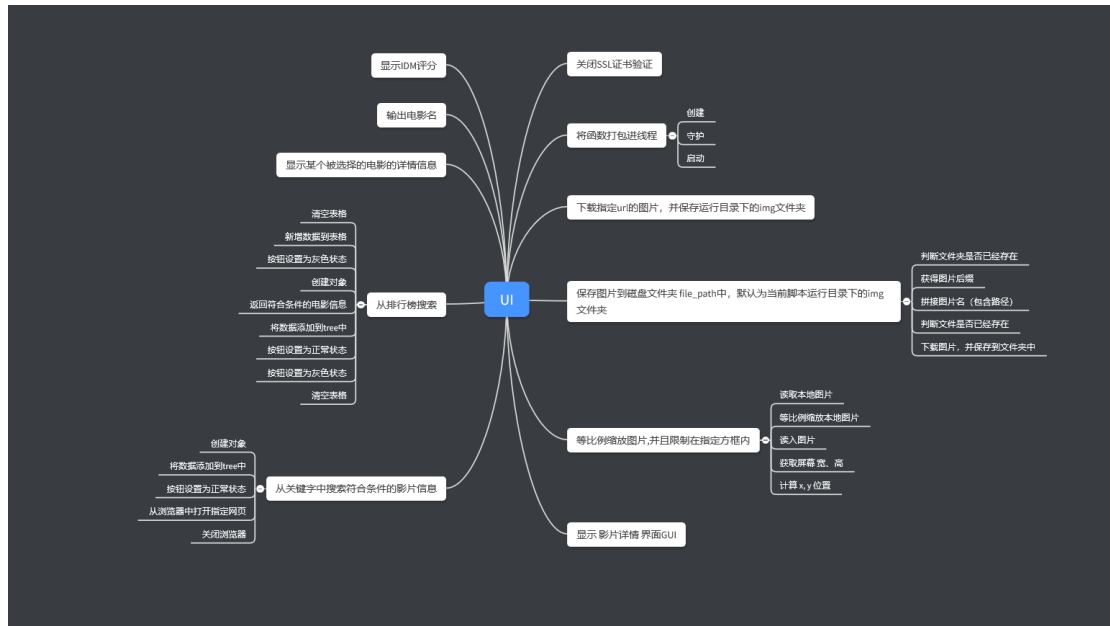 UI
关闭SSL证书验证
将函数打包进线程
创建
守护
启动
下载指定url的图片，并保存运行目录下的img文件夹
保存图片到磁盘文件夹 file_path中，默认为当前脚本运行目录下的img
文件夹
判断文件夹是否已经存在
获得图片后缀
拼接图片名（包含路径）
判断文件是否已经存在
下载图片，并保存到文件夹中
等比例缩放图片,并且限制在指定方框内
读取本地图片
等比例缩放本地图片
读入图片
获取屏幕 宽、高
计算 x, y 位置
显示 影片详情 界面GUI
显示IDM评分
输出电影名
显示某个被选择的电影的详情信息
从排行榜搜索
清空表格
新增数据到表格
按钮设置为灰色状态
创建对象
返回符合条件的电影信息
将数据添加到tree中
按钮设置为正常状态
按钮设置为灰色状态
清空表格
从关键字中搜索符合条件的影片信息
创建对象
将数据添加到tree中
按钮设置为正常状态
从浏览器中打开指定网页
关闭浏览器